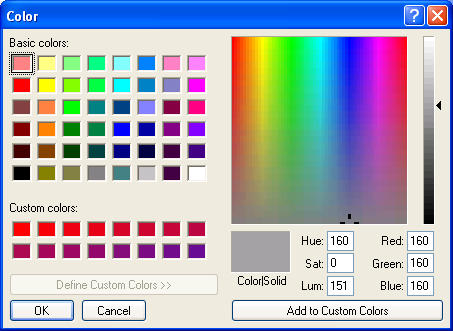 Color
Basic colors:
Custom colors:
Define Custom Colors >>
OK Cancel
Color|Solid
Hue: 160 Red: 160
Sat: 0 Green: 160
Lum: 151 Blue: 160
Add to Custom Colors